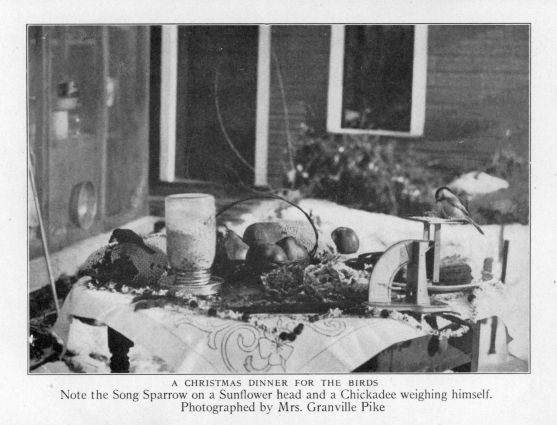 A CHRISTMAS DINNER FOR THE BIRDS
Note the Song Sparrow on a Sunflower head and a Chickadee weighing himself.
Photographed by Mrs. Granville Pike